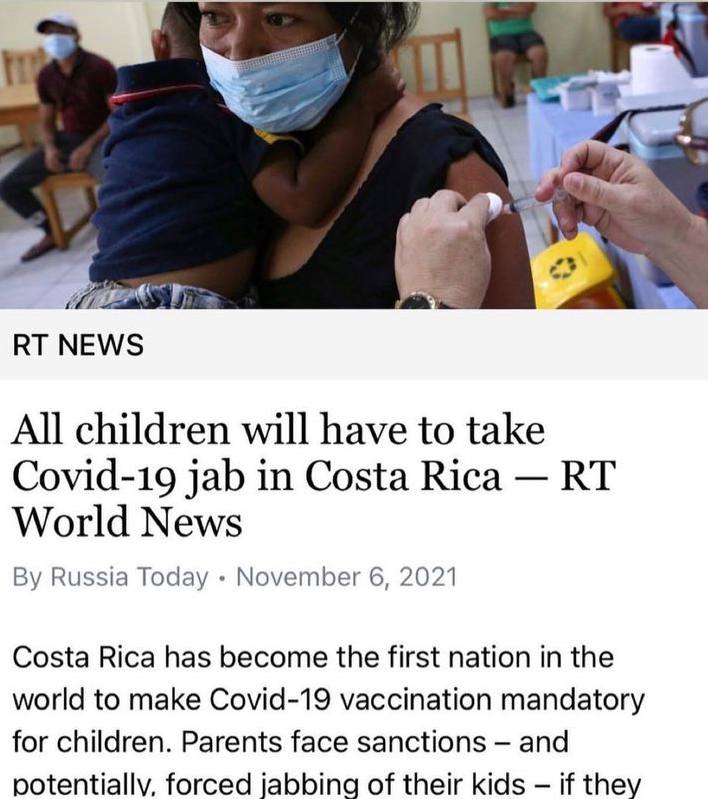 RT NEWS
All children will have to take
Covid-19 jab in Costa Rica — RT
World News
By Russia Today • November 6, 2021
Costa Rica has become the first nation in the
world to make Covid-19 vaccination mandatory
for children. Parents face sanctions – and
potentially, forced jabbing of their kids – if they